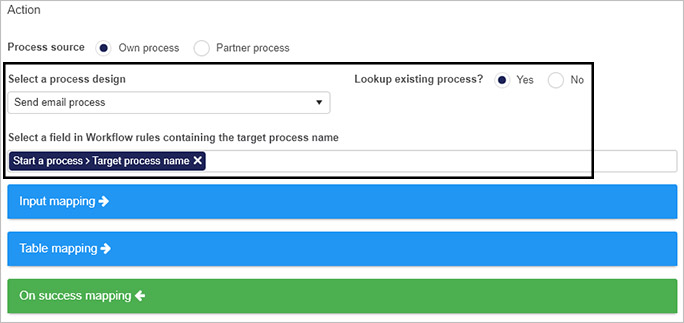 Action
Process source Own process Partner process
Select a process design Lookup existing process? Yes No
Send email process
Select a field in Workflow rules containing the target process name
Start a process > Target process name ✕
Input mapping →
Table mapping →
On success mapping ←